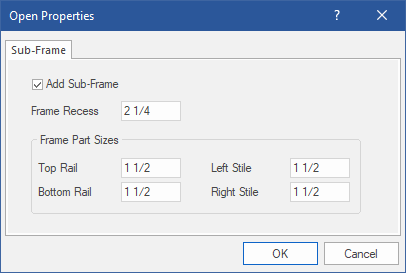 Open Properties ?
Sub-Frame
Add Sub-Frame
Frame Recess 2 1/4
Frame Part Sizes
Top Rail 1 1/2 Left Stile 1 1/2
Bottom Rail 1 1/2 Right Stile 1 1/2
OK Cancel